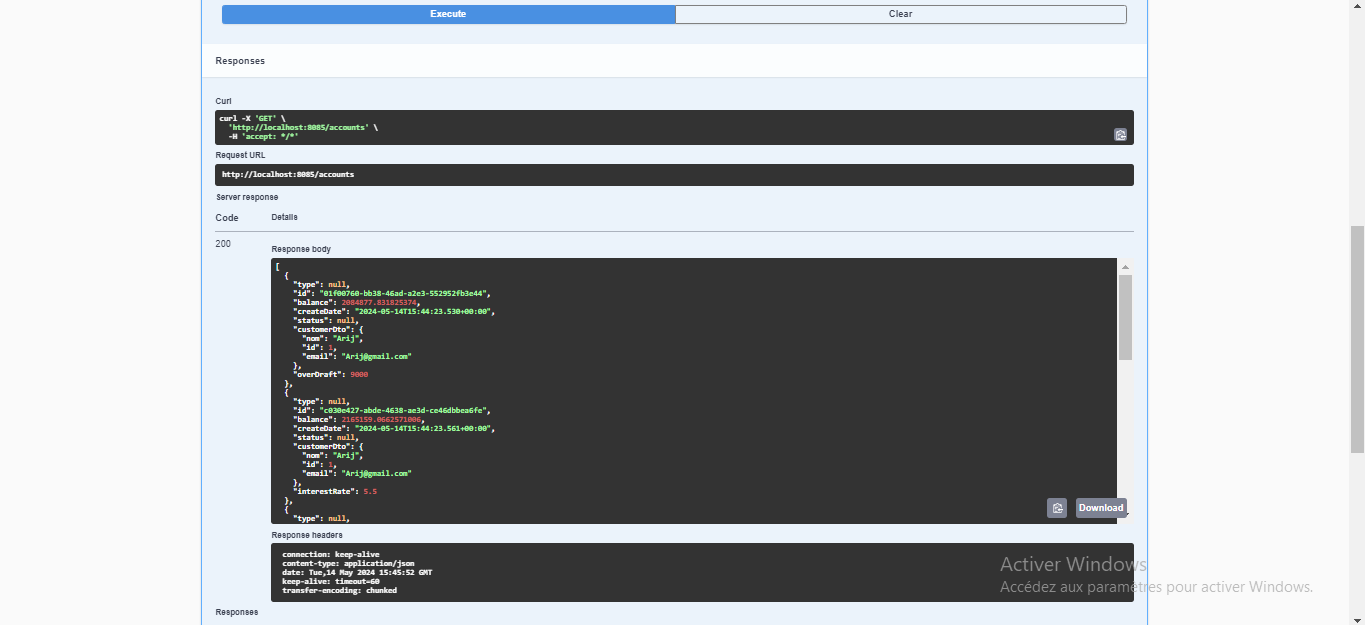 Execute
Clear
Responses
Curl
curl -X 'GET' \
'http://localhost:8085/accounts' \
-H 'accept: */*'
Request URL
http://localhost:8085/accounts
Server response
Code
Details
200
Response body
[
{
"type": null,
"id": "01f00760-bb38-46ad-a2e3-552952fb3e44",
"balance": 2084877.831825374,
"createDate": "2024-05-14T15:44:23.530+00:00",
"status": null,
"customerDto": {
"nom": "Arij",
"id": 1,
"email": "Arij@gmail.com"
},
"overDraft": 9000
},
{
"type": null,
"id": "c030e427-abde-4638-ae3d-ce46dbbea6fe",
"balance": 2165159.0662571006,
"createDate": "2024-05-14T15:44:23.561+00:00",
"status": null,
"customerDto": {
"nom": "Arij",
"id": 1,
"email": "Arij@gmail.com"
},
"interestRate": 5.5
},
{
"type": null,
Download
Response headers
connection: keep-alive
content-type: application/json
date: Tue,14 May 2024 15:45:52 GMT
keep-alive: timeout=60
transfer-encoding: chunked
Activer Windows
Accédez aux paramètres pour activer Windows.
Responses